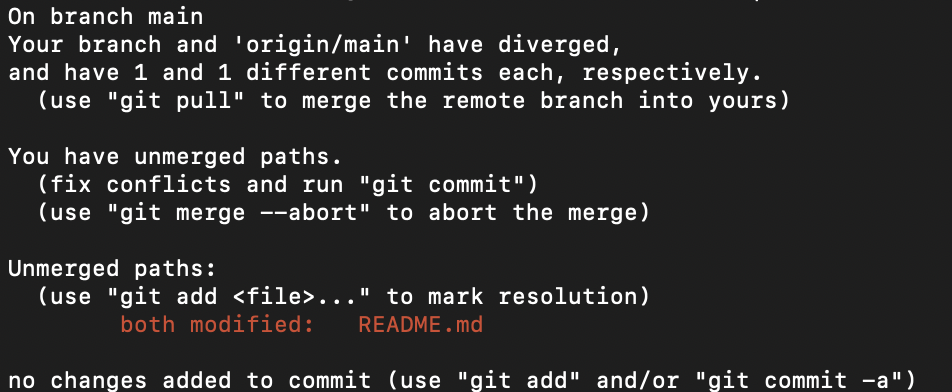 On branch main
Your branch and 'origin/main' have diverged,
and have 1 and 1 different commits each, respectively.
  (use "git pull" to merge the remote branch into yours)

You have unmerged paths.
  (fix conflicts and run "git commit")
  (use "git merge --abort" to abort the merge)

Unmerged paths:
  (use "git add <file>..." to mark resolution)
        both modified:   README.md

no changes added to commit (use "git add" and/or "git commit -a")